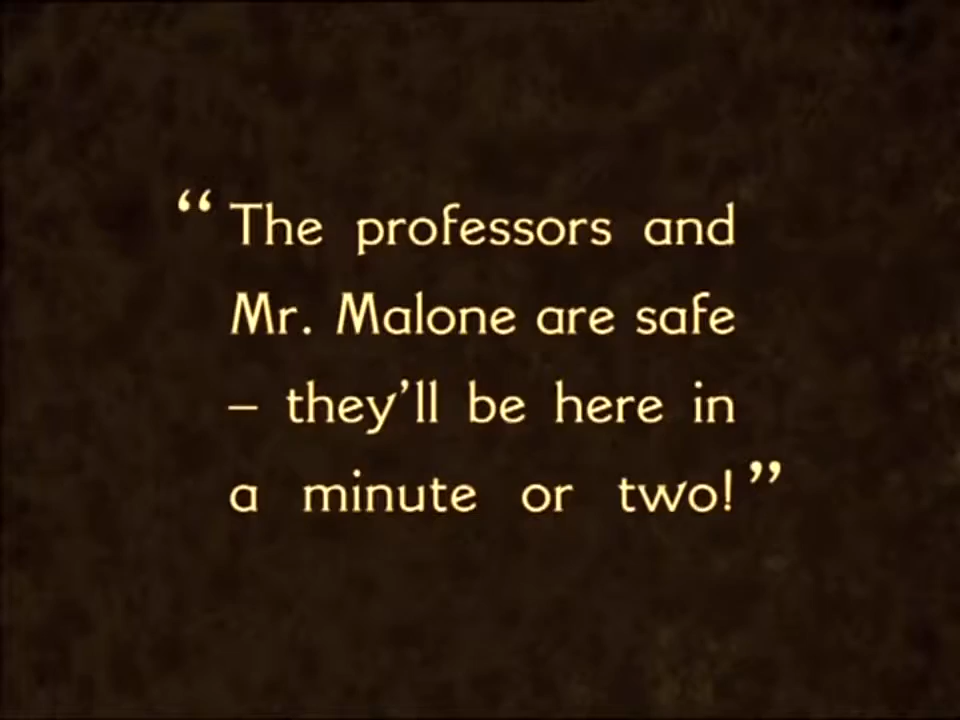 “The professors and
Mr. Malone are safe
– they’ll be here in
a minute or two!”